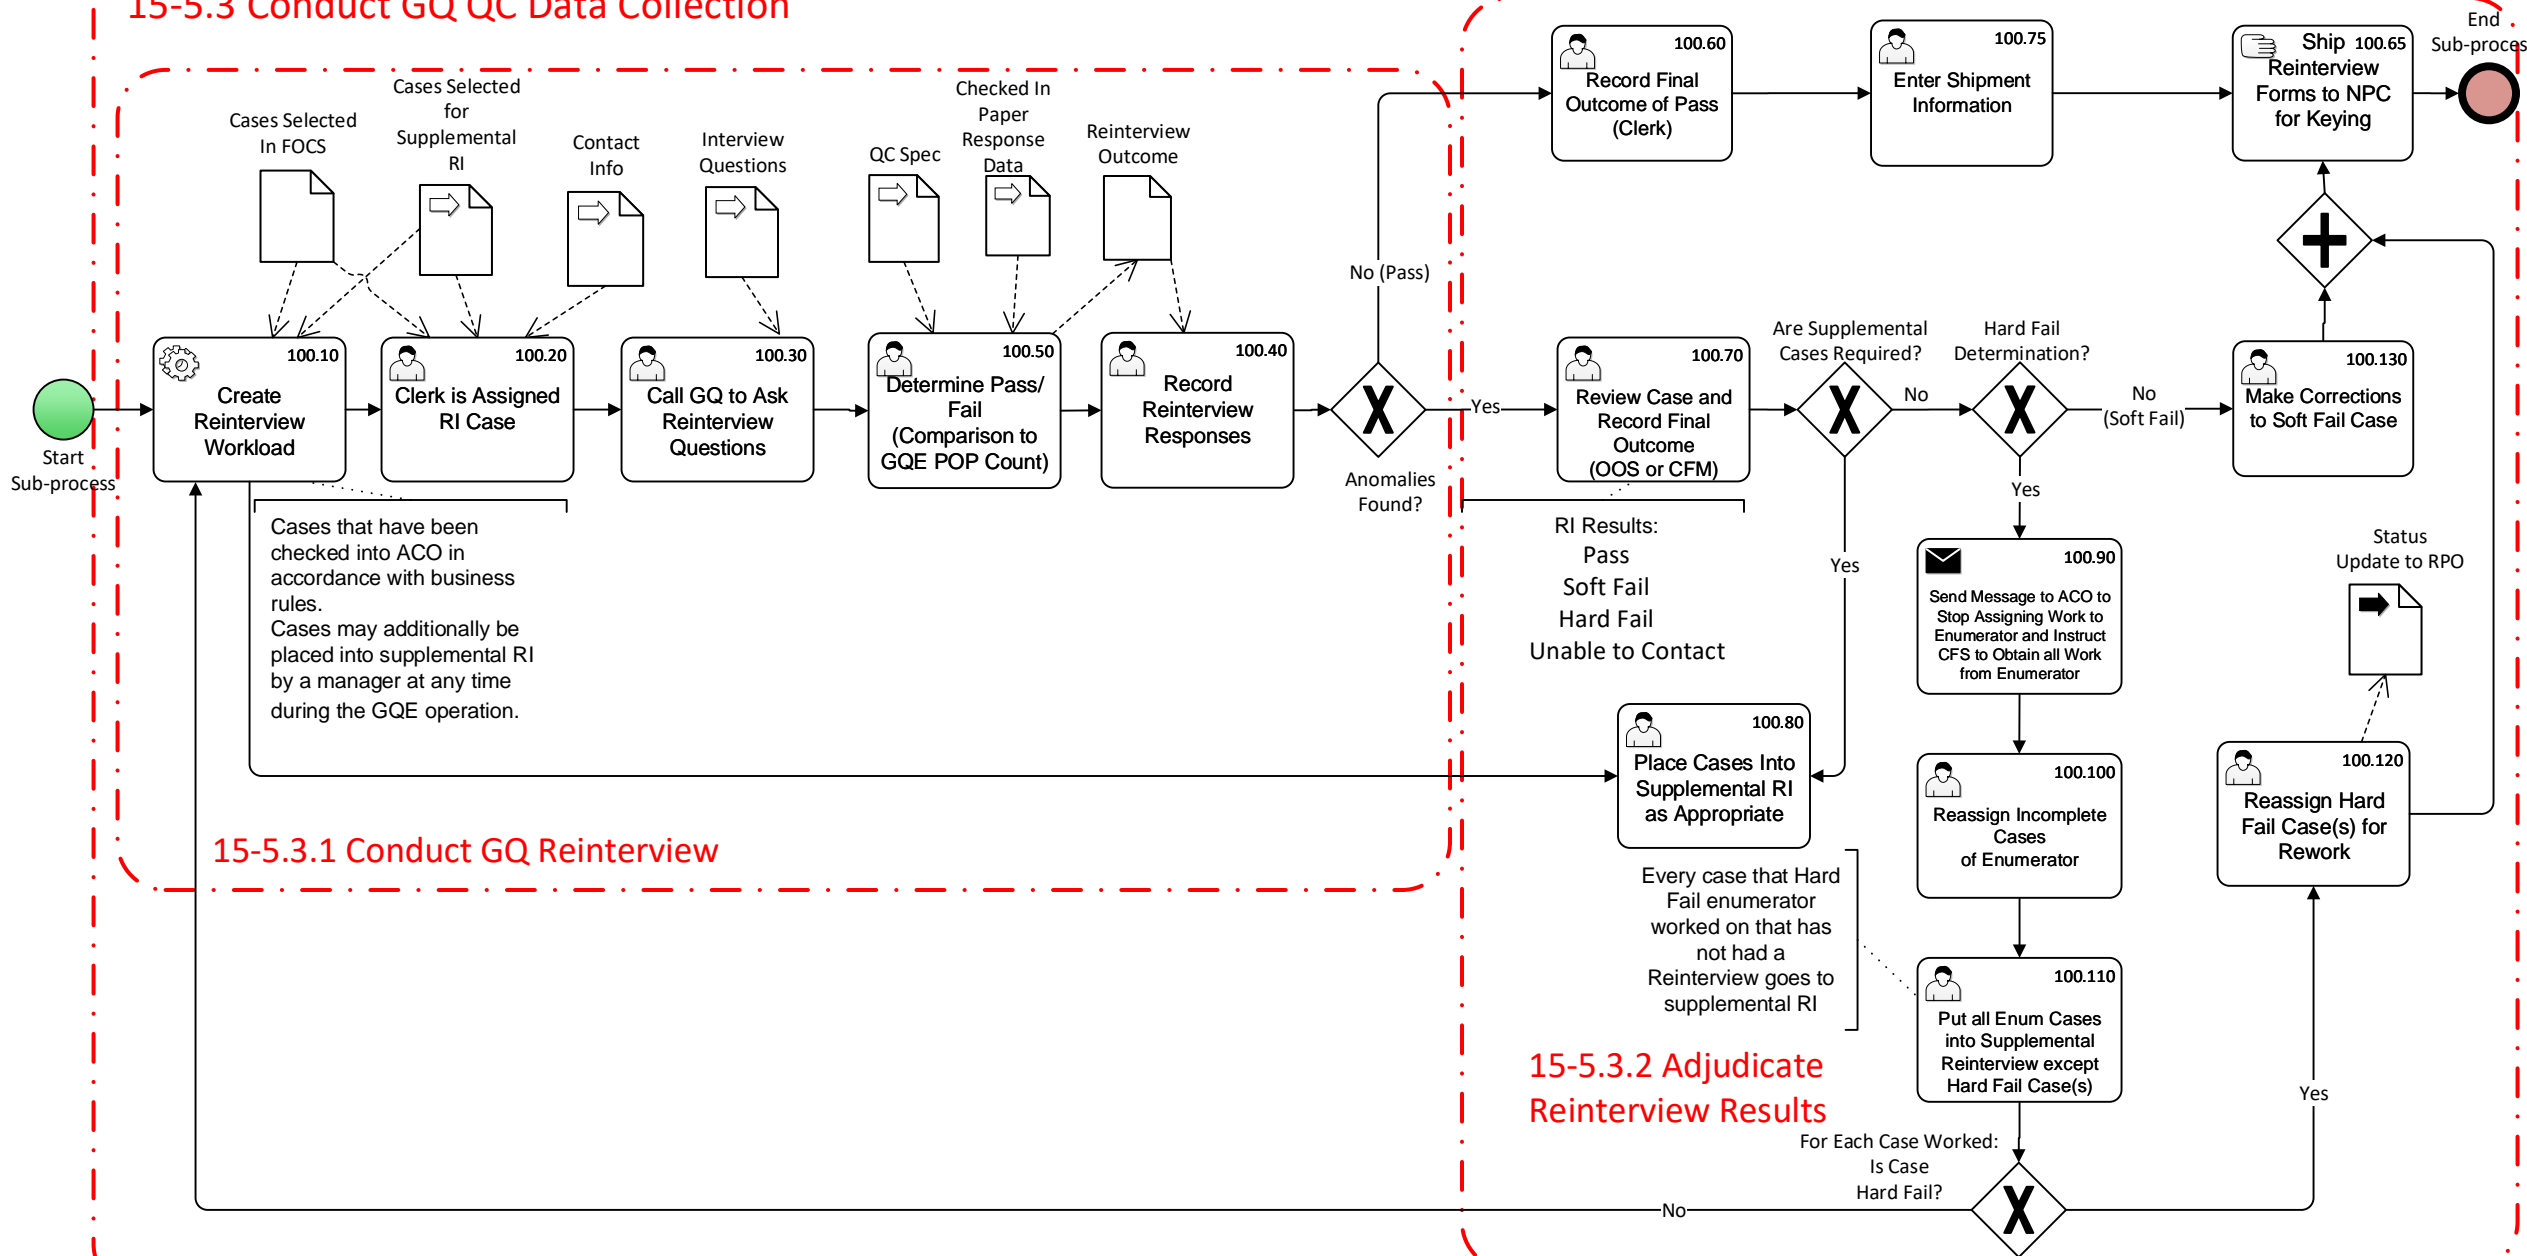 15-5.3 Conduct GQ QC Data Collection
Cases Selected
In FOCS
Cases Selected
for
Supplemental
RI
Contact
Info
Interview
Questions
QC Spec
Checked In
Paper
Response
Data
Reinterview
Outcome
Start
Sub-process
100.10
Create
Reinterview
Workload
100.20
Clerk is Assigned
RI Case
100.30
Call GQ to Ask
Reinterview
Questions
100.50
Determine Pass/
Fail
(Comparison to
GQE POP Count)
100.40
Record
Reinterview
Responses
Anomalies
Found?
No (Pass)
Yes
Cases that have been
checked into ACO in
accordance with business
rules.
Cases may additionally be
placed into supplemental RI
by a manager at any time
during the GQE operation.
15-5.3.1 Conduct GQ Reinterview
100.60
Record Final
Outcome of Pass
(Clerk)
100.75
Enter Shipment
Information
100.65
Ship
Reinterview
Forms to NPC
for Keying
End
Sub-proces
100.70
Review Case and
Record Final
Outcome
(OOS or CFM)
RI Results:
Pass
Soft Fail
Hard Fail
Unable to Contact
Are Supplemental
Cases Required?
No
Yes
Hard Fail
Determination?
No
(Soft Fail)
Yes
100.130
Make Corrections
to Soft Fail Case
100.80
Place Cases Into
Supplemental RI
as Appropriate
100.90
Send Message to ACO to
Stop Assigning Work to
Enumerator and Instruct
CFS to Obtain all Work
from Enumerator
100.100
Reassign Incomplete
Cases
of Enumerator
100.110
Put all Enum Cases
into Supplemental
Reinterview except
Hard Fail Case(s)
Every case that Hard
Fail enumerator
worked on that has
not had a
Reinterview goes to
supplemental RI
For Each Case Worked:
Is Case
Hard Fail?
No
Yes
Status
Update to RPO
100.120
Reassign Hard
Fail Case(s) for
Rework
15-5.3.2 Adjudicate
Reinterview Results